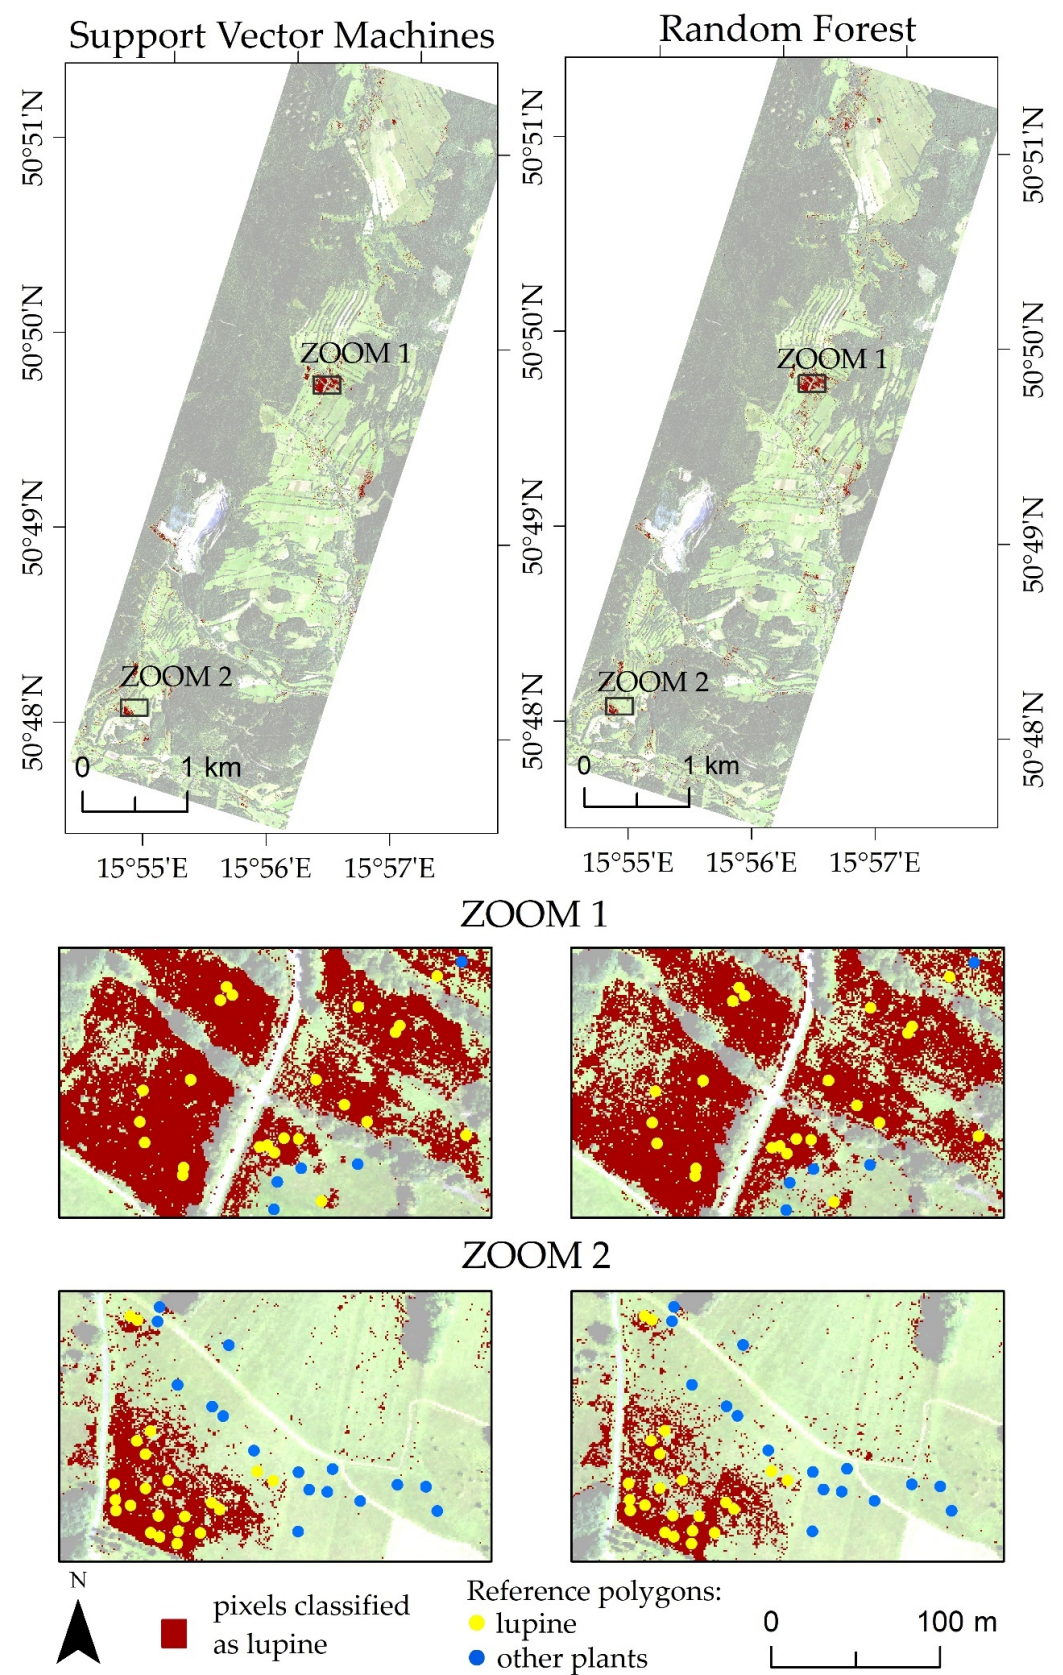 Support Vector Machines
Random Forest
50°51'N
50°50'N
50°49'N
50°48'N
ZOOM 1
ZOOM 2
0 1 km
15°55'E 15°56'E 15°57'E
50°51'N
50°50'N
50°49'N
50°48'N
ZOOM 1
ZOOM 2
0 1 km
15°55'E 15°56'E 15°57'E
50°51'N
50°50'N
50°49'N
50°48'N
ZOOM 1
ZOOM 2
N
pixels classified
as lupine
Reference polygons:
lupine
other plants
0 100 m